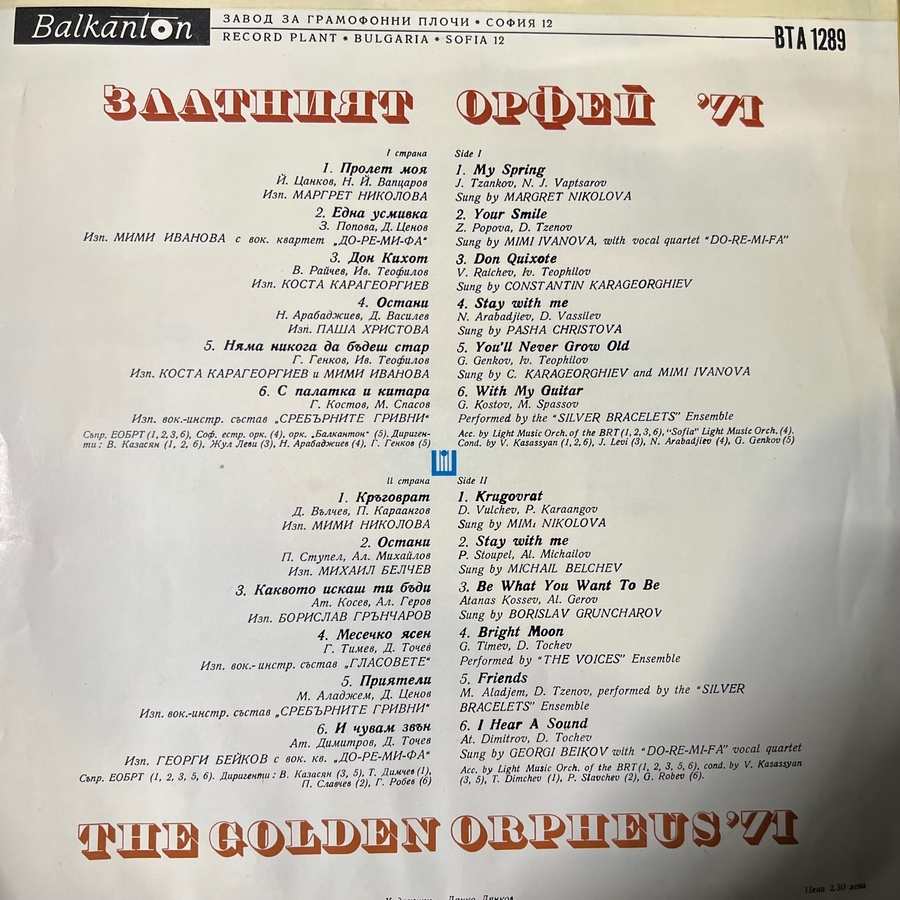 Balkanton
ЗАВОД ЗА ГРАМОФОННИ ПЛОЧИ • СОФИЯ 12
RECORD PLANT • BULGARIA • SOFIA 12
ВТА 1289
ЗЛАТНИЯТ ОРФЕЙ '71
I страна
1. Пролет моя
Й. Цанков, Н. Й. Вапцаров
Изп. МАРГРЕТ НИКОЛОВА
2. Една усмивка
З. Попова, Д. Ценов
Изп. МИМИ ИВАНОВА с вок. квартет „ДО-РЕ-МИ-ФА“
3. Дон Кихот
В. Райчев, Ив. Теофилов
Изп. КОСТА КАРАГЕОРГИЕВ
4. Остани
Н. Арабаджиев, Д. Василев
Изп. ПАША ХРИСТОВА
5. Няма никога да бъдеш стар
Г. Генков, Ив. Теофилов
Изп. КОСТА КАРАГЕОРГИЕВ и МИМИ ИВАНОВА
6. С палатка и китара
Г. Костов, М. Спасов
Изп. вок.-инстр. състав „СРЕБЪРНИТЕ ГРИВНИ“
Съпр. ЕОБРТ (1, 2, 3, 6), Соф. естр. орк. (4), орк. „Балкантон“ (5). Дириген-
ти: В. Казасян (1, 2, 6), Жул Леви (3), Н. Арабаджиев (4), Г. Генков (5)
Side I
1. My Spring
J. Tzankov, N. J. Vaptsarov
Sung by MARGRET NIKOLOVA
2. Your Smile
Z. Popova, D. Tzenov
Sung by MIMI IVANOVA, with vocal quartet "DO-RE-MI-FA"
3. Don Quixote
V. Raichev, Iv. Teophilov
Sung by CONSTANTIN KARAGEORGHIEV
4. Stay with me
N. Arabadjiev, D. Vassilev
Sung by PASHA CHRISTOVA
5. You'll Never Grow Old
G. Genkov, Iv. Teophilov
Sung by C. KARAGEORGHIEV and MIMI IVANOVA
6. With My Guitar
G. Kostov, M. Spassov
Performed by the "SILVER BRACELETS" Ensemble
Acc. by Light Music Orch. of the BRT (1, 2, 3, 6), "Sofia" Light Music Orch. (4).
Cond. by V. Kazassyan (1, 2, 6), J. Levi (3), N. Arabadjiev (4), G. Genkov (5)
II страна
1. Кръговрат
Д. Вълчев, П. Караангов
Изп. МИМИ НИКОЛОВА
2. Остани
П. Ступел, Ал. Михайлов
Изп. МИХАИЛ БЕЛЧЕВ
3. Каквото искаш ти бъди
Ат. Косев, Ал. Геров
Изп. БОРИСЛАВ ГРЪНЧАРОВ
4. Месечко ясен
Г. Тимев, Д. Точев
Изп. вок.-инстр. състав „ГЛАСОВЕТЕ“
5. Приятели
М. Аладжем, Д. Ценов
Изп. вок.-инстр. състав „СРЕБЪРНИТЕ ГРИВНИ“
6. И чувам звън
Ат. Димитров, Д. Точев
Изп. ГЕОРГИ БЕЙКОВ с вок. кв. „ДО-РЕ-МИ-ФА“
Съпр. ЕОБРТ (1, 2, 3, 5, 6). Диригенти: В. Казасян (3, 5), Т. Димчев (1),
П. Славчев (2), Г. Робев (6)
Side II
1. Krugovrat
D. Vulchev, P. Karaangov
Sung by MIMI NIKOLOVA
2. Stay with me
P. Stoupel, Al. Michailov
Sung by MICHAIL BELCHEV
3. Be What You Want To Be
Atanas Kossev, Al. Gerov
Sung by BORISLAV GRUNCHAROV
4. Bright Moon
G. Timev, D. Tochev
Performed by "THE VOICES" Ensemble
5. Friends
M. Aladjem, D. Tzenov, performed by the "SILVER
BRACELETS" Ensemble
6. I Hear A Sound
At. Dimitrov, D. Tochev
Sung by GEORGI BEIKOV with "DO-RE-MI-FA" vocal quartet
Acc. by Light Music Orch. of the BRT (1, 2, 3, 5, 6), cond. by V. Kazassyan
(3, 5), T. Dimchev (1), P. Slavchev (2), G. Robev (6).
THE GOLDEN ORPHEUS '71
Цена 2,30 лева